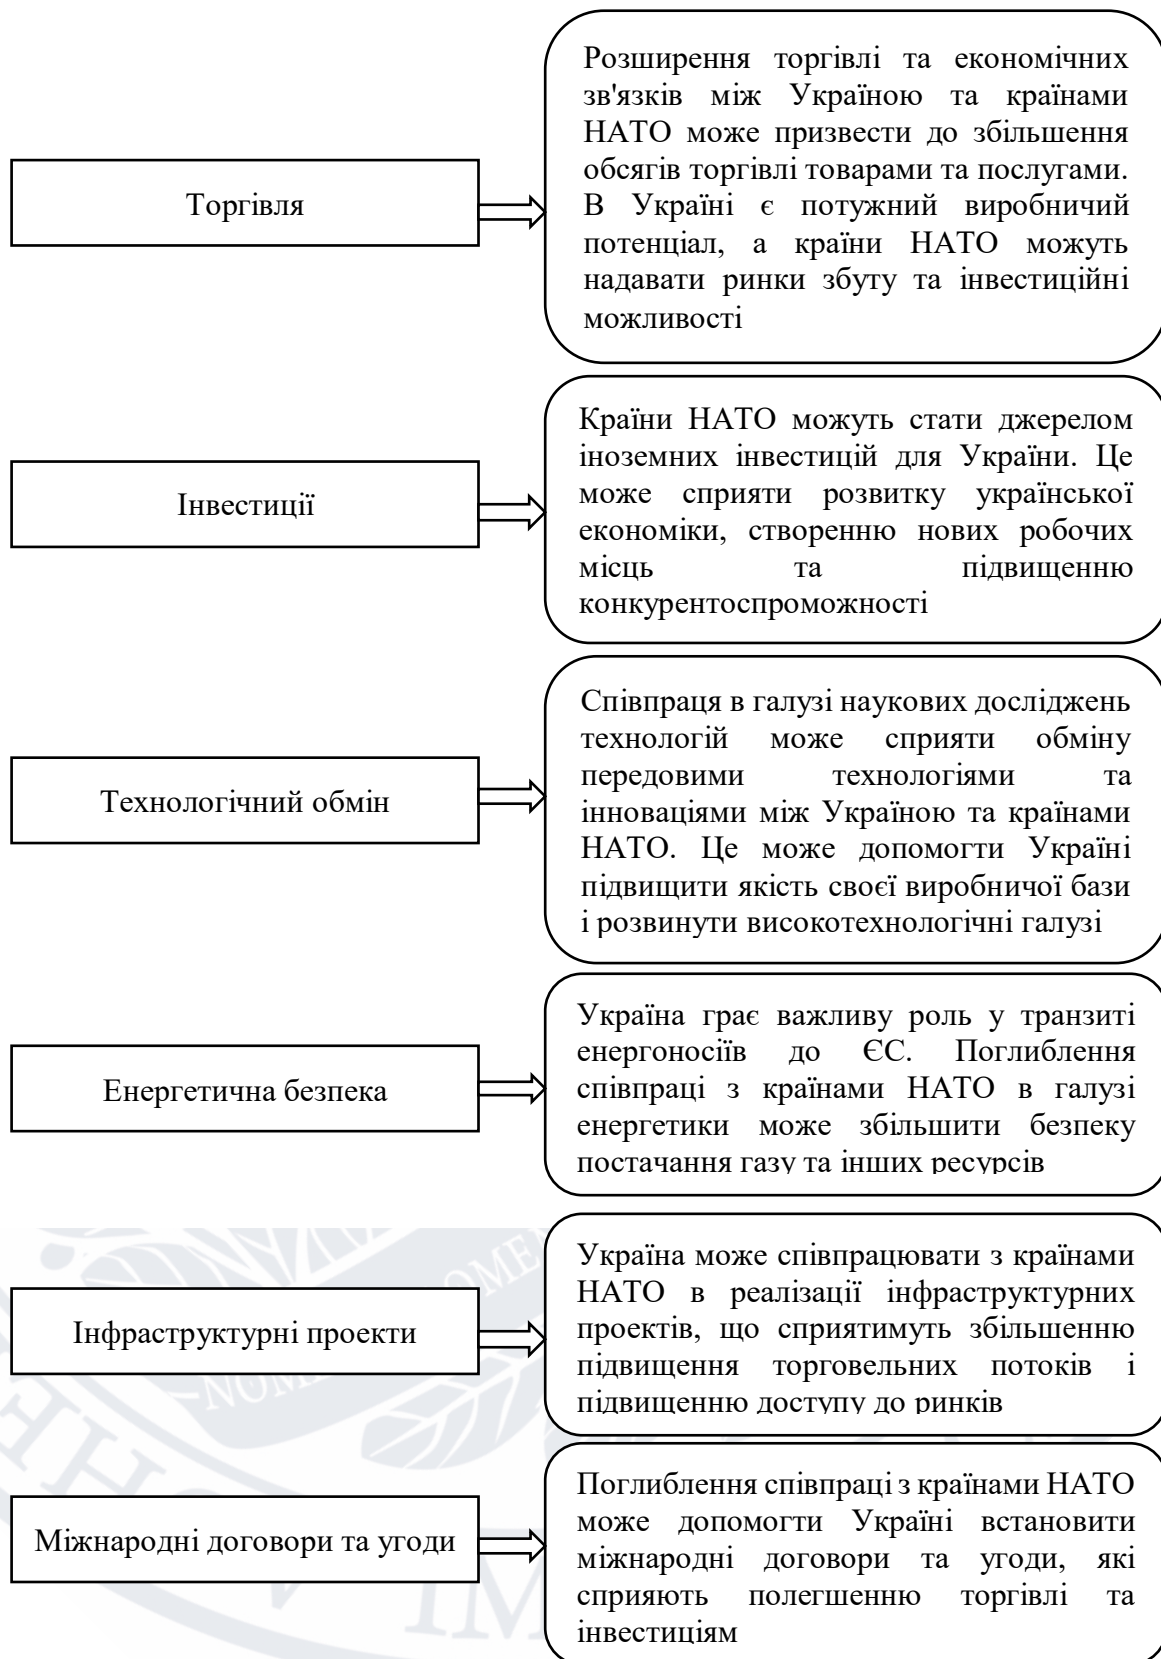 Торгівля
Розширення торгівлі та економічних
зв'язків між Україною та країнами
НАТО може призвести до збільшення
обсягів торгівлі товарами та послугами.
В Україні є потужний виробничий
потенціал, а країни НАТО можуть
надавати ринки збуту та інвестиційні
можливості
Інвестиції
Країни НАТО можуть стати джерелом
іноземних інвестицій для України. Це
може сприяти розвитку української
економіки, створенню нових робочих
місць та підвищенню
конкурентоспроможності
Технологічний обмін
Співпраця в галузі наукових досліджень
технологій може сприяти обміну
передовими технологіями та
інноваціями між Україною та країнами
НАТО. Це може допомогти Україні
підвищити якість своєї виробничої бази
і розвинути високотехнологічні галузі
Енергетична безпека
Україна грає важливу роль у транзиті
енергоносіїв до ЄС. Поглиблення
співпраці з країнами НАТО в галузі
енергетики може збільшити безпеку
постачання газу та інших ресурсів
Інфраструктурні проекти
Україна може співпрацювати з країнами
НАТО в реалізації інфраструктурних
проектів, що сприятимуть збільшенню
підвищення торговельних потоків і
підвищенню доступу до ринків
Міжнародні договори та угоди
Поглиблення співпраці з країнами НАТО
може допомогти Україні встановити
міжнародні договори та угоди, які
сприяють полегшенню торгівлі та
інвестиціям